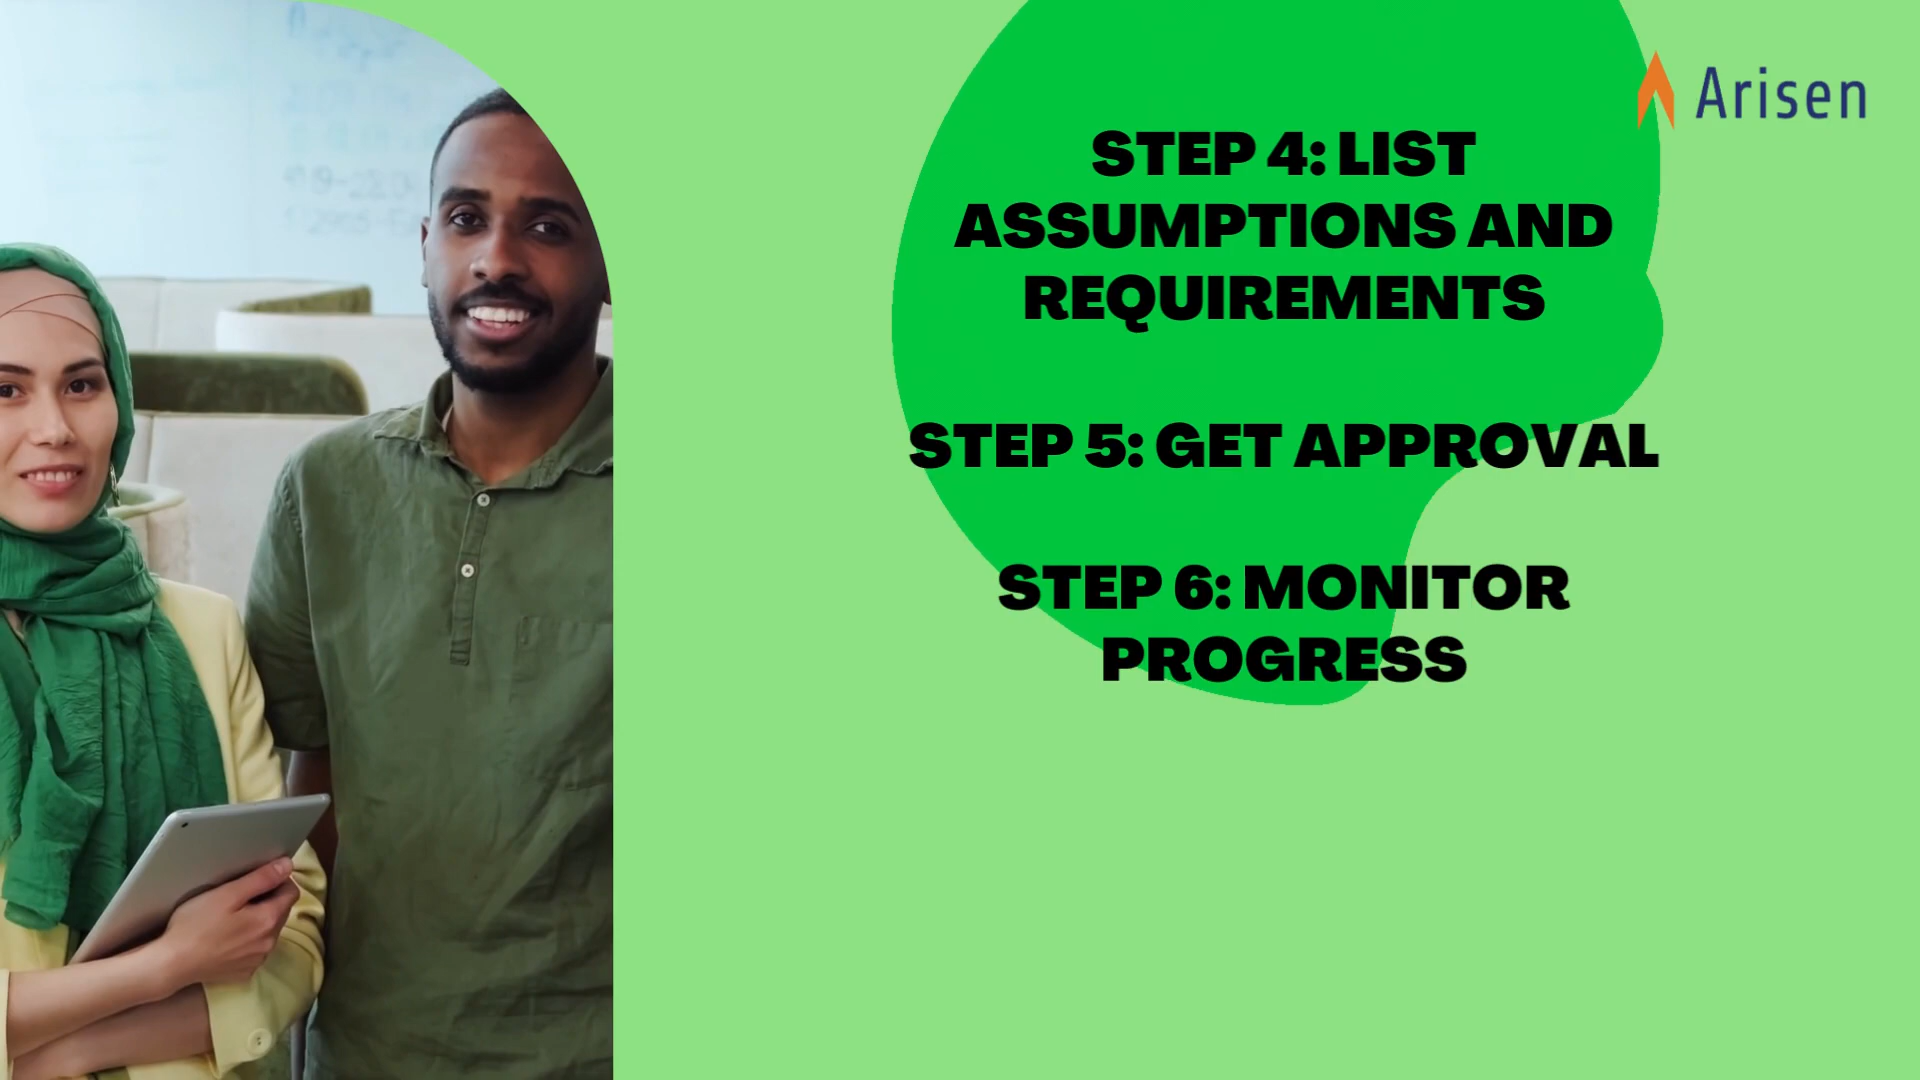 Arisen
STEP 4: LIST
ASSUMPTIONS AND
REQUIREMENTS
STEP 5: GET APPROVAL
STEP 6: MONITOR
PROGRESS